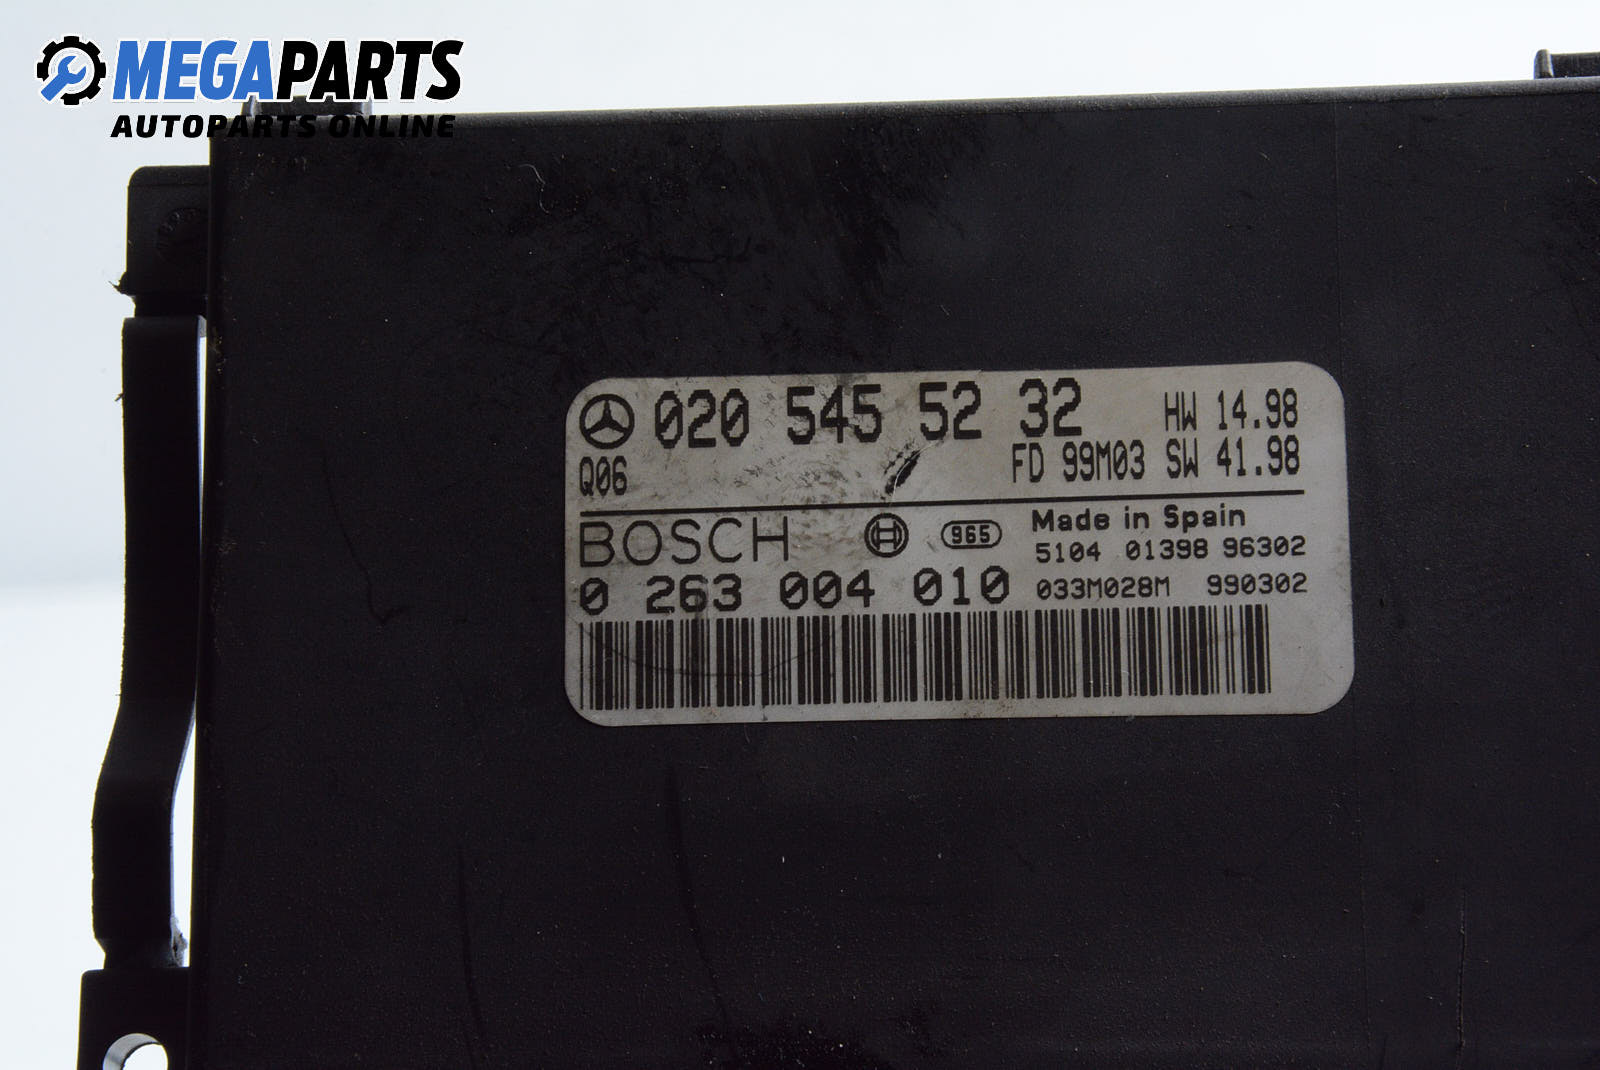 MEGAPARTS
AUTOPARTS ONLINE
020 545 52 32 HW 14.98
Q06 FD 99M03 SW 41.98
BOSCH H 965 Made in Spain
5104 01398 96302
0 263 004 010 033M028M 990302